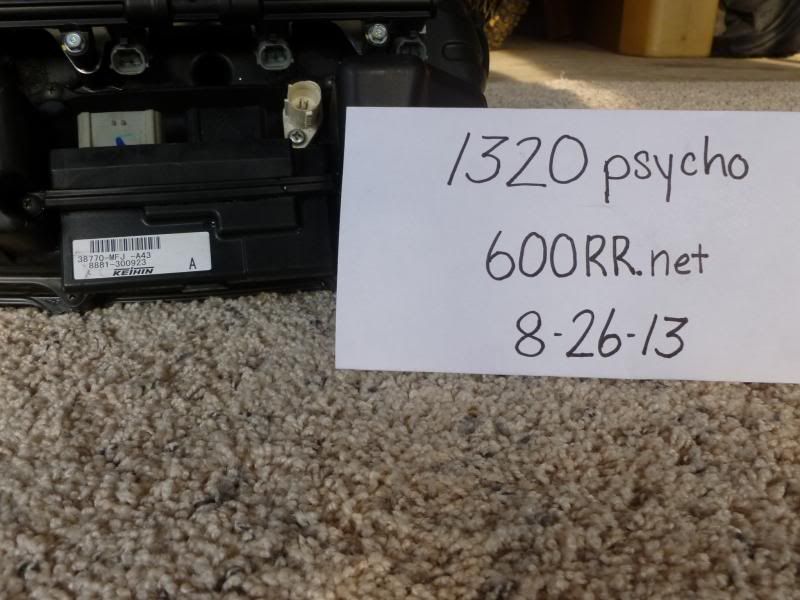 38770-MFJ -A43
8881-300923
KEIHIN
A
1320 psycho
600RR.net
8-26-13